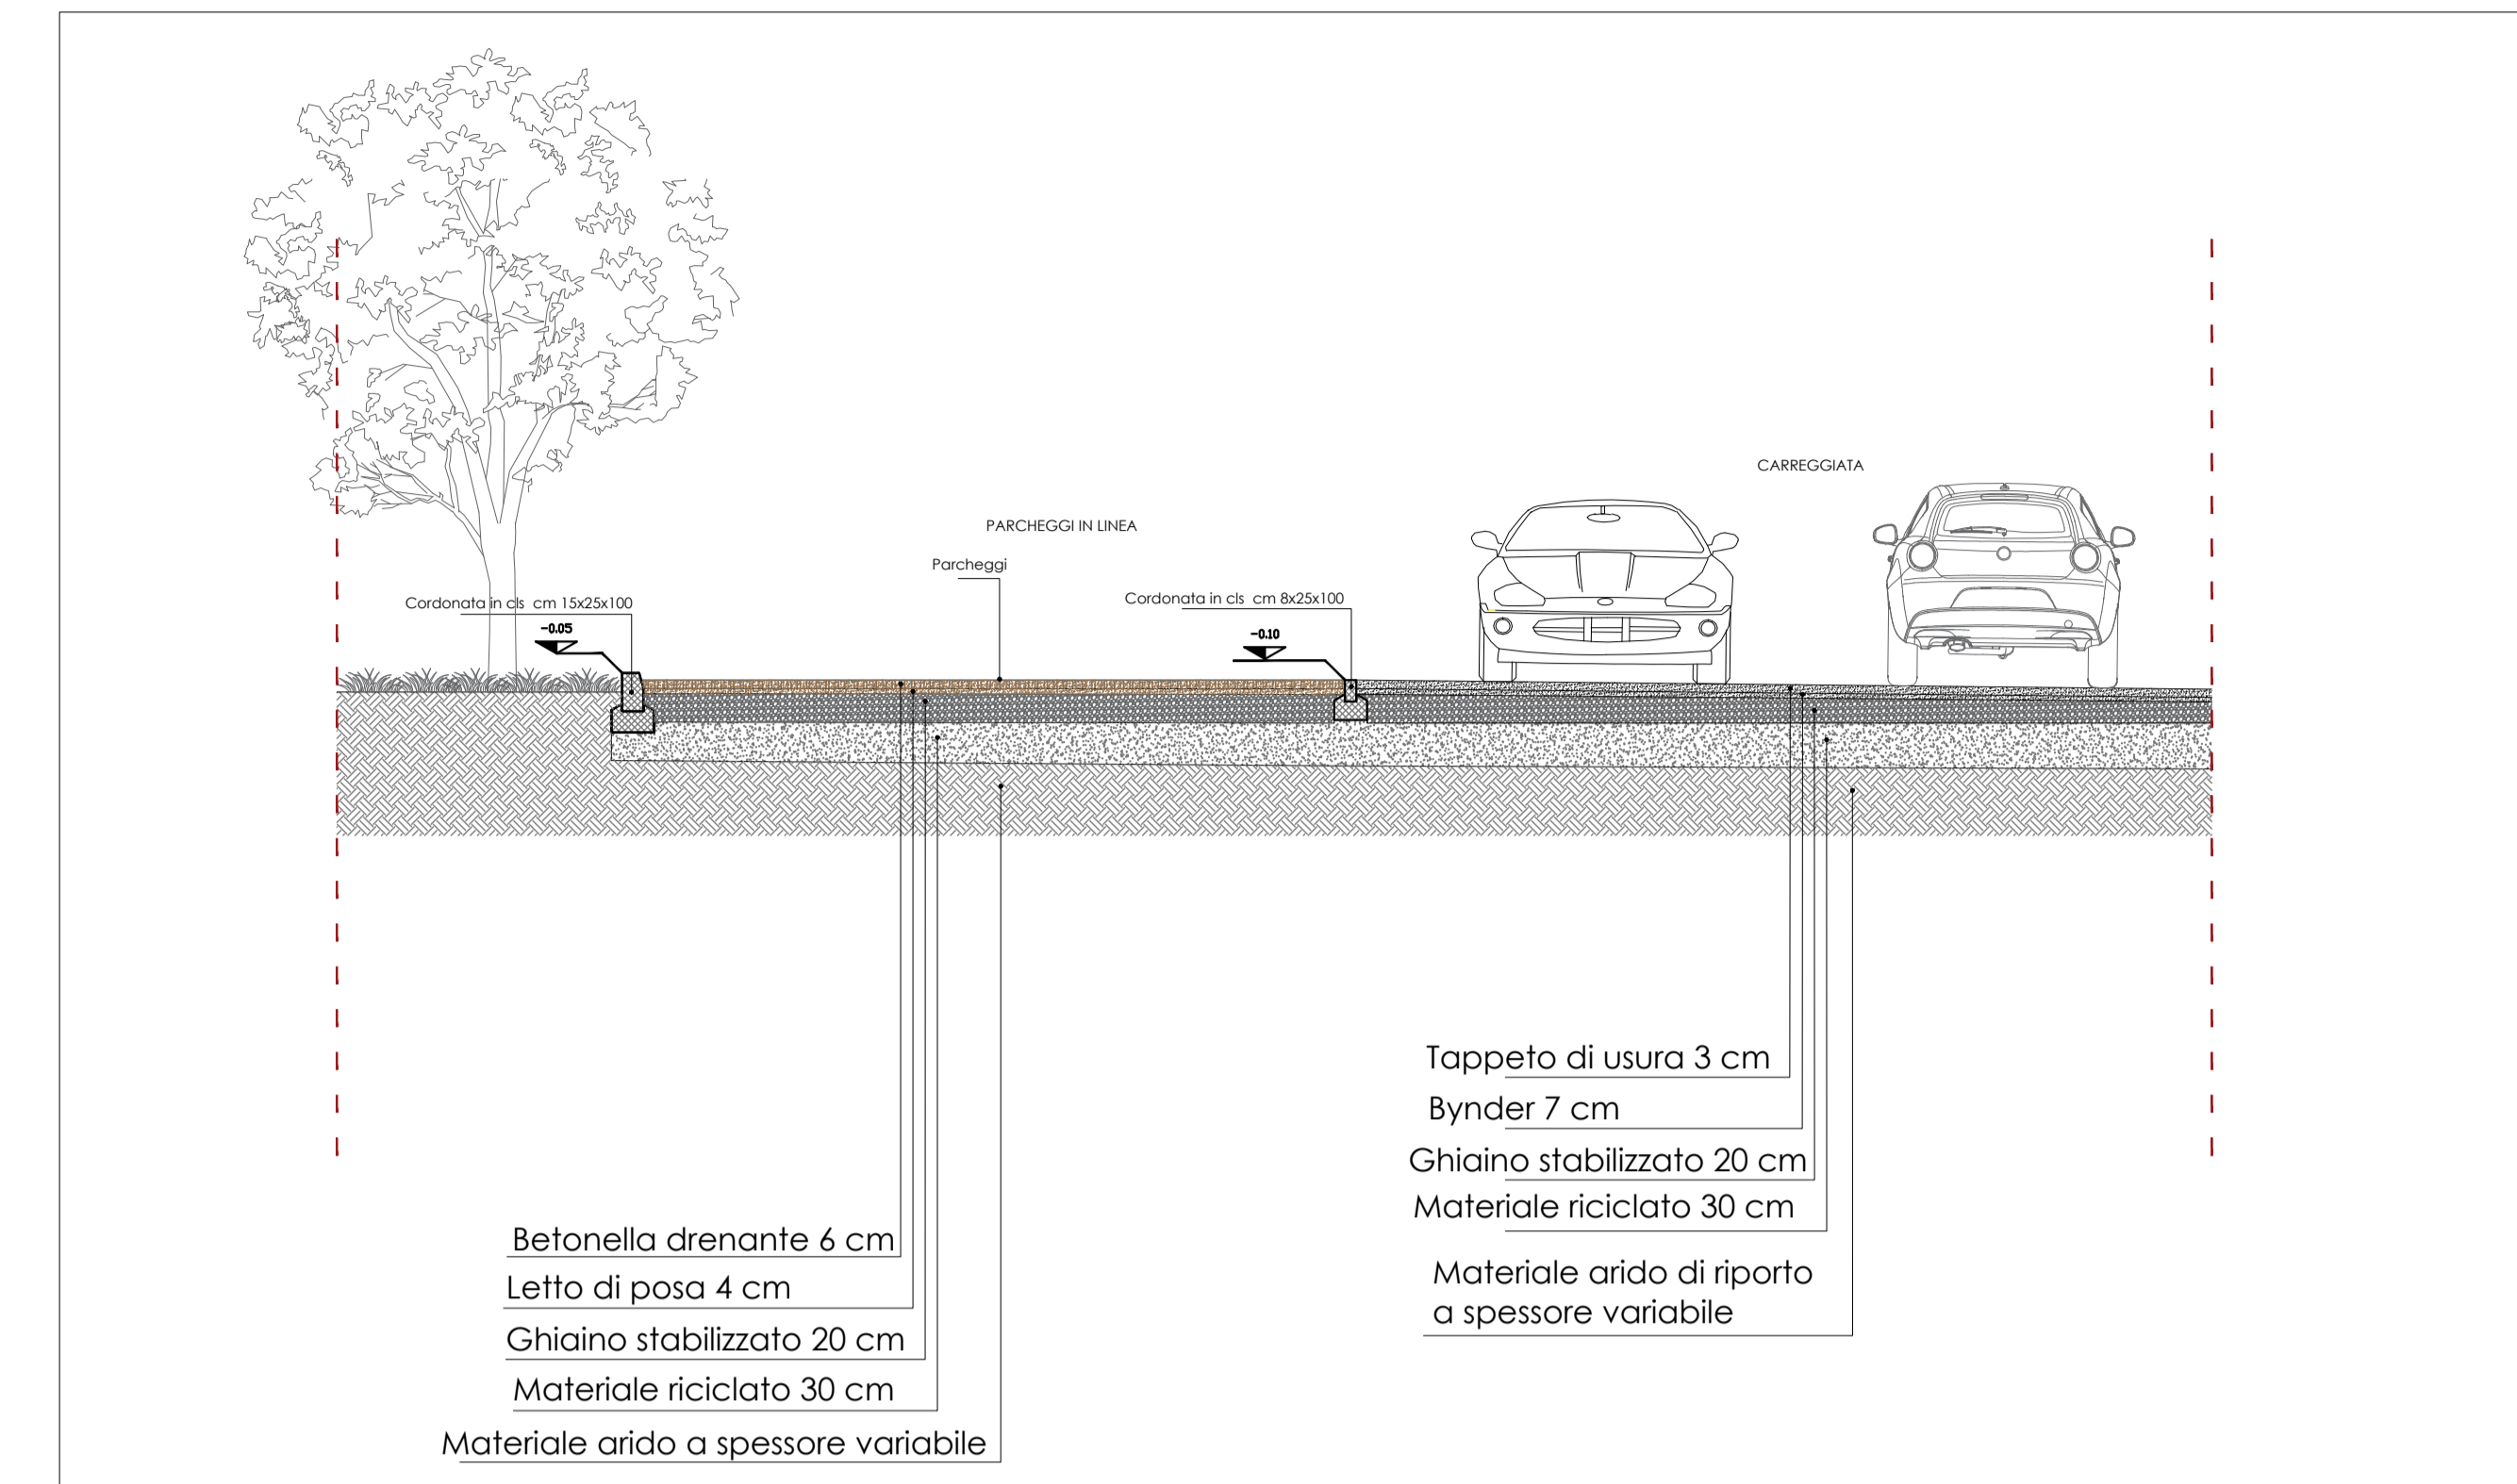 CARREGGIATA
PARCHEGGI IN LINEA
Parcheggi
Cordonata in cls cm 15x25x100
Cordonata in cls cm 8x25x100
-0.05
-0.10
Tappeto di usura 3 cm
Bynder 7 cm
Ghiaino stabilizzato 20 cm
Materiale riciclato 30 cm
Materiale arido di riporto
a spessore variabile
Betonella drenante 6 cm
Letto di posa 4 cm
Ghiaino stabilizzato 20 cm
Materiale riciclato 30 cm
Materiale arido a spessore variabile